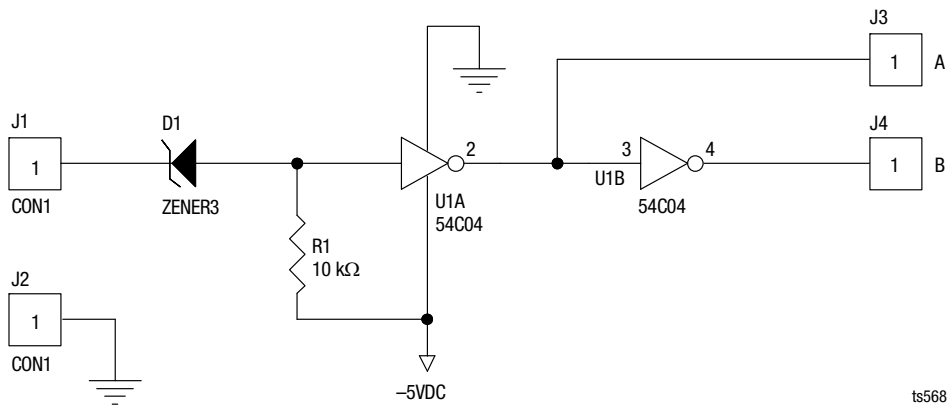 J3
1 A
J1
D1
J4
1
2
3
4
1 B
CON1
ZENER3
U1A
54C04
U1B
54C04
R1
10 kΩ
J2
1
CON1
–5VDC
ts568